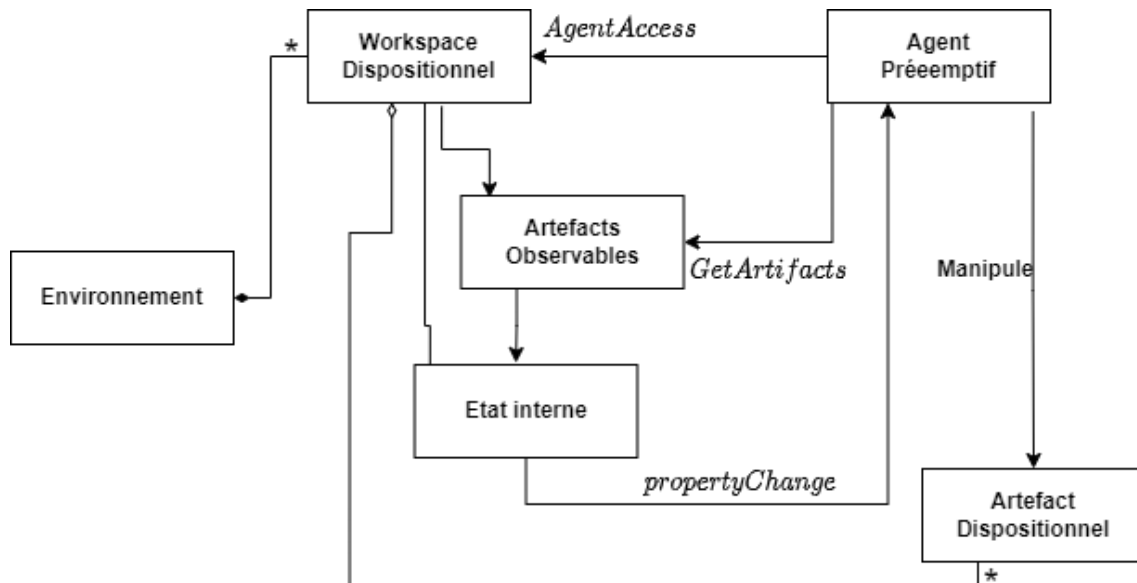 AgentAccess
Workspace
Dispositionnel
Agent
Préeemptif
*
Artefacts
Observables
GetArtifacts
Manipule
Environnement
Etat interne
propertyChange
Artefact
Dispositionnel
*